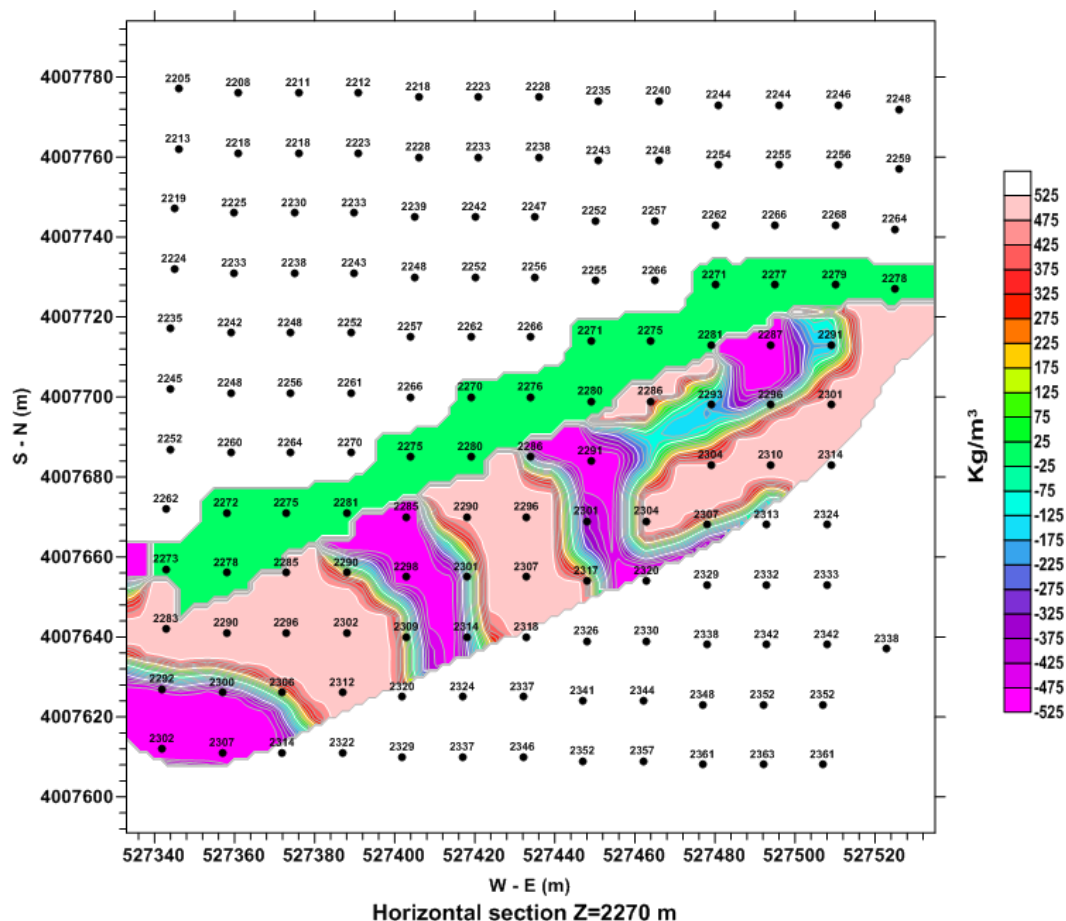 4007780
2205 2208 2211 2212 2218 2223 2228 2235 2240 2244 2244 2246 2248
4007760
2213 2218 2218 2223 2228 2233 2238 2243 2248 2254 2255 2256 2259
4007740
2219 2225 2230 2233 2239 2242 2247 2252 2257 2262 2266 2268 2264
2224 2233 2238 2243 2248 2252 2256 2255 2266 2271 2277 2279 2278
4007720
2235 2242 2248 2252 2257 2262 2266 2271 2275 2281 2287 2291
4007700
2245 2248 2256 2261 2266 2270 2276 2280 2286 2293 2296 2301
4007680
2252 2260 2264 2270 2275 2280 2286 2291 2304 2310 2314
4007660
2262 2272 2275 2281 2285 2290 2296 2301 2304 2307 2313 2324
2273 2278 2285 2290 2298 2301 2307 2317 2320 2329 2332 2333
4007640
2283 2290 2296 2302 2309 2314 2318 2326 2330 2338 2342 2342 2338
4007620
2292 2300 2306 2312 2320 2324 2337 2341 2344 2348 2352 2352
4007600
2302 2307 2314 2322 2329 2337 2346 2352 2357 2361 2363 2361
S - N (m)
527340 527360 527380 527400 527420 527440 527460 527480 527500 527520
W - E (m)
Horizontal section Z=2270 m
Kg/m³
525
475
425
375
325
275
225
175
125
75
25
-25
-75
-125
-175
-225
-275
-325
-375
-425
-475
-525